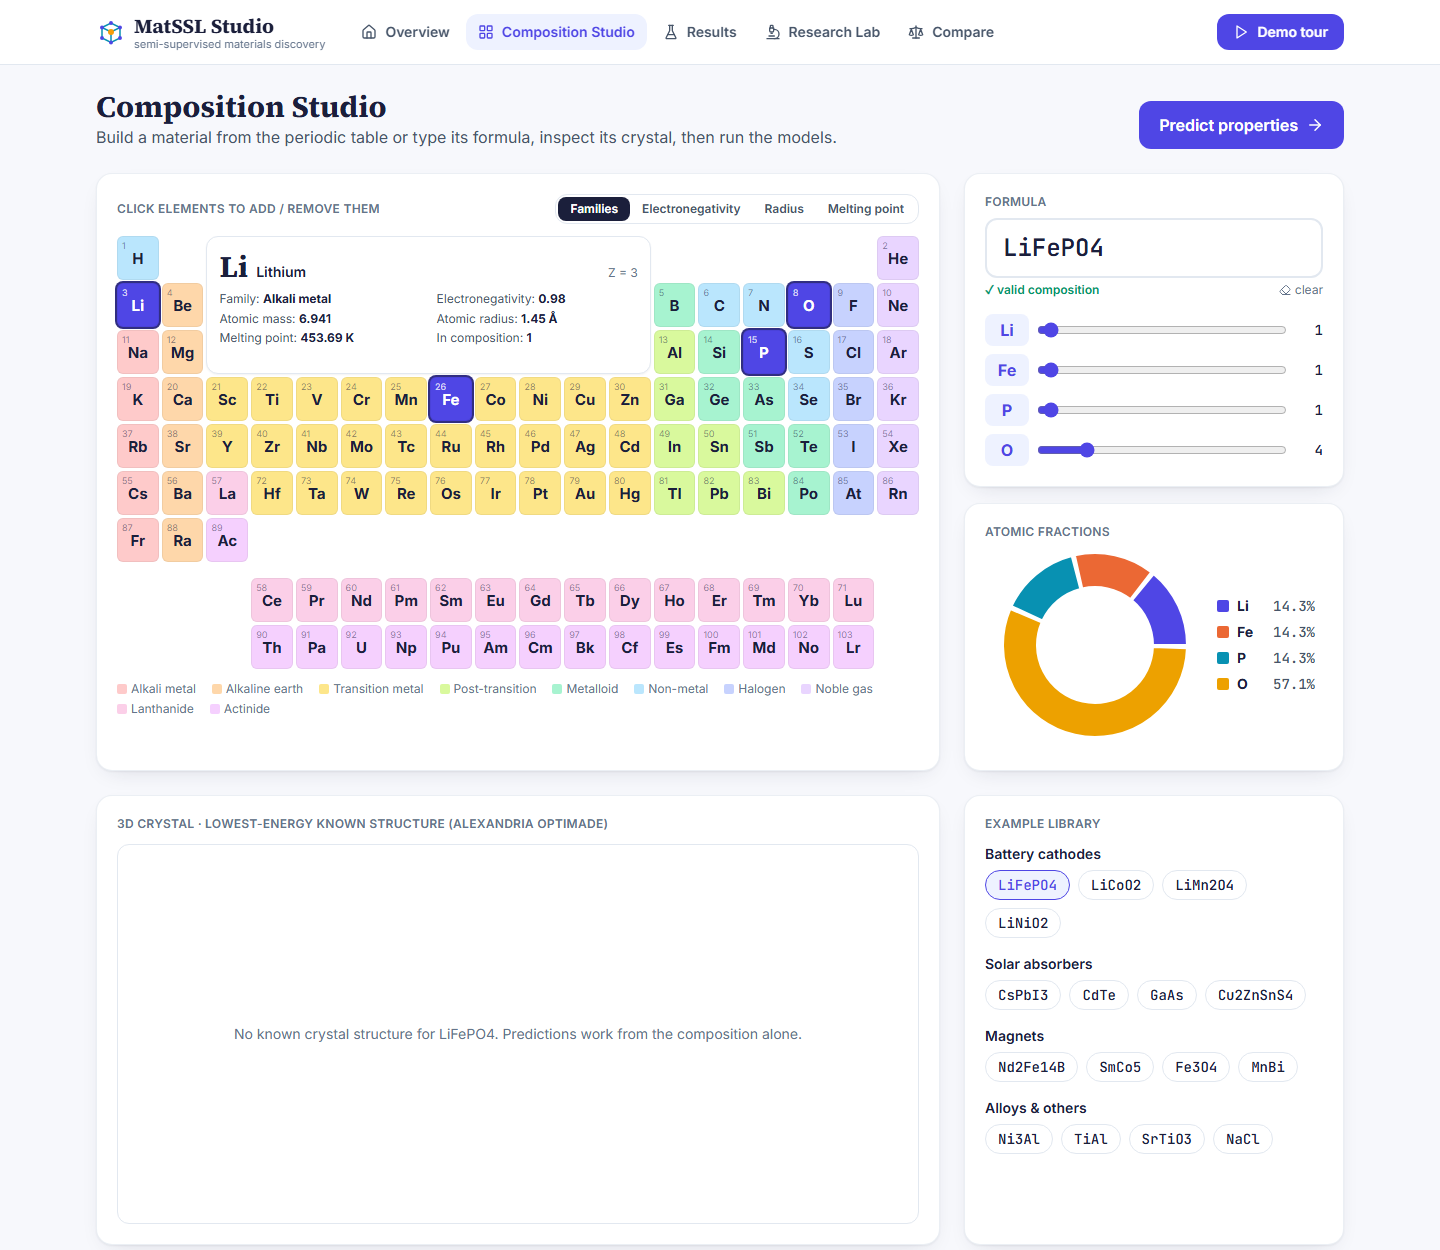 MatSSL Studio
semi-supervised materials discovery
Overview
Composition Studio
Results
Research Lab
Compare
Demo tour
Composition Studio
Build a material from the periodic table or type its formula, inspect its crystal, then run the models.
Predict properties
CLICK ELEMENTS TO ADD / REMOVE THEM
Families Electronegativity Radius Melting point
1 H
2 He
Li Lithium Z = 3
Family: Alkali metal Electronegativity: 0.98
Atomic mass: 6.941 Atomic radius: 1.45 Å
Melting point: 453.69 K In composition: 1
3 Li 4 Be 5 B 6 C 7 N 8 O 9 F 10 Ne
11 Na 12 Mg 13 Al 14 Si 15 P 16 S 17 Cl 18 Ar
19 K 20 Ca 21 Sc 22 Ti 23 V 24 Cr 25 Mn 26 Fe 27 Co 28 Ni 29 Cu 30 Zn 31 Ga 32 Ge 33 As 34 Se 35 Br 36 Kr
37 Rb 38 Sr 39 Y 40 Zr 41 Nb 42 Mo 43 Tc 44 Ru 45 Rh 46 Pd 47 Ag 48 Cd 49 In 50 Sn 51 Sb 52 Te 53 I 54 Xe
55 Cs 56 Ba 57 La 72 Hf 73 Ta 74 W 75 Re 76 Os 77 Ir 78 Pt 79 Au 80 Hg 81 Tl 82 Pb 83 Bi 84 Po 85 At 86 Rn
87 Fr 88 Ra 89 Ac
58 Ce 59 Pr 60 Nd 61 Pm 62 Sm 63 Eu 64 Gd 65 Tb 66 Dy 67 Ho 68 Er 69 Tm 70 Yb 71 Lu
90 Th 91 Pa 92 U 93 Np 94 Pu 95 Am 96 Cm 97 Bk 98 Cf 99 Es 100 Fm 101 Md 102 No 103 Lr
Alkali metal Alkaline earth Transition metal Post-transition Metalloid Non-metal Halogen Noble gas
Lanthanide Actinide
FORMULA
LiFePO4
✓ valid composition clear
Li 1
Fe 1
P 1
O 4
ATOMIC FRACTIONS
Li 14.3%
Fe 14.3%
P 14.3%
O 57.1%
3D CRYSTAL · LOWEST-ENERGY KNOWN STRUCTURE (ALEXANDRIA OPTIMADE)
No known crystal structure for LiFePO4. Predictions work from the composition alone.
EXAMPLE LIBRARY
Battery cathodes
LiFePO4 LiCoO2 LiMn2O4
LiNiO2
Solar absorbers
CsPbI3 CdTe GaAs Cu2ZnSnS4
Magnets
Nd2Fe14B SmCo5 Fe3O4 MnBi
Alloys & others
Ni3Al TiAl SrTiO3 NaCl